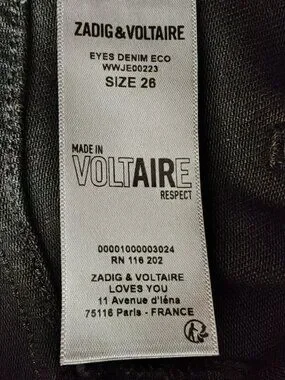 ZADIG & VOLTAIRE
EYES DENIM ECO
WWJE00223
SIZE 26
MADE IN
VOLTAIRE
RESPECT
00001000003024
RN 116 202
ZADIG & VOLTAIRE
LOVES YOU
11 Avenue d'Iéna
75116 Paris - FRANCE